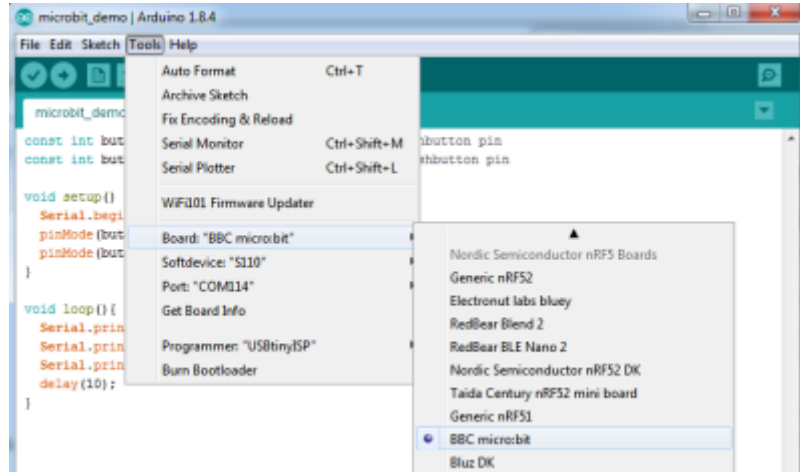 microbit_demo | Arduino 1.8.4
File Edit Sketch Tools Help
microbit_demo
const int but
hbutton pin
const int but
shbutton pin
void setup()
Serial.begi
pinMode(but
pinMode(but
}
void loop(){
Serial.prin
Serial.prin
Serial.prin
delay(10);
}
Auto Format Ctrl+T
Archive Sketch
Fix Encoding & Reload
Serial Monitor Ctrl+Shift+M
Serial Plotter Ctrl+Shift+L
WiFi101 Firmware Updater
Board: "BBC micro:bit"
Softdevice: "S110"
Port: "COM114"
Get Board Info
Programmer: "USBtinyISP"
Burn Bootloader
Nordic Semiconductor nRF5 Boards
Generic nRF52
Electronut labs bluey
RedBear Blend 2
RedBear BLE Nano 2
Nordic Semiconductor nRF52 DK
Taida Century nRF52 mini board
Generic nRF51
BBC micro:bit
Bluz DK